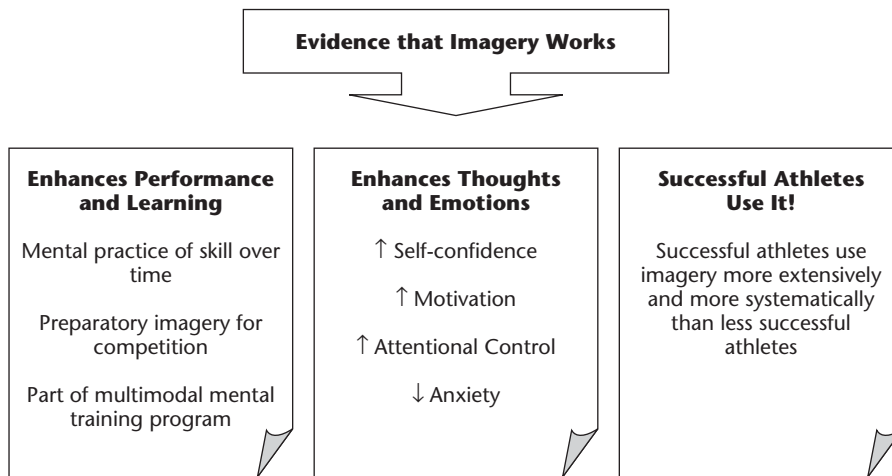 Evidence that Imagery Works
Enhances Performance
and Learning
Mental practice of skill over
time
Preparatory imagery for
competition
Part of multimodal mental
training program
Enhances Thoughts
and Emotions
↑ Self-confidence
↑ Motivation
↑ Attentional Control
↓ Anxiety
Successful Athletes
Use It!
Successful athletes use
imagery more extensively
and more systematically
than less successful
athletes